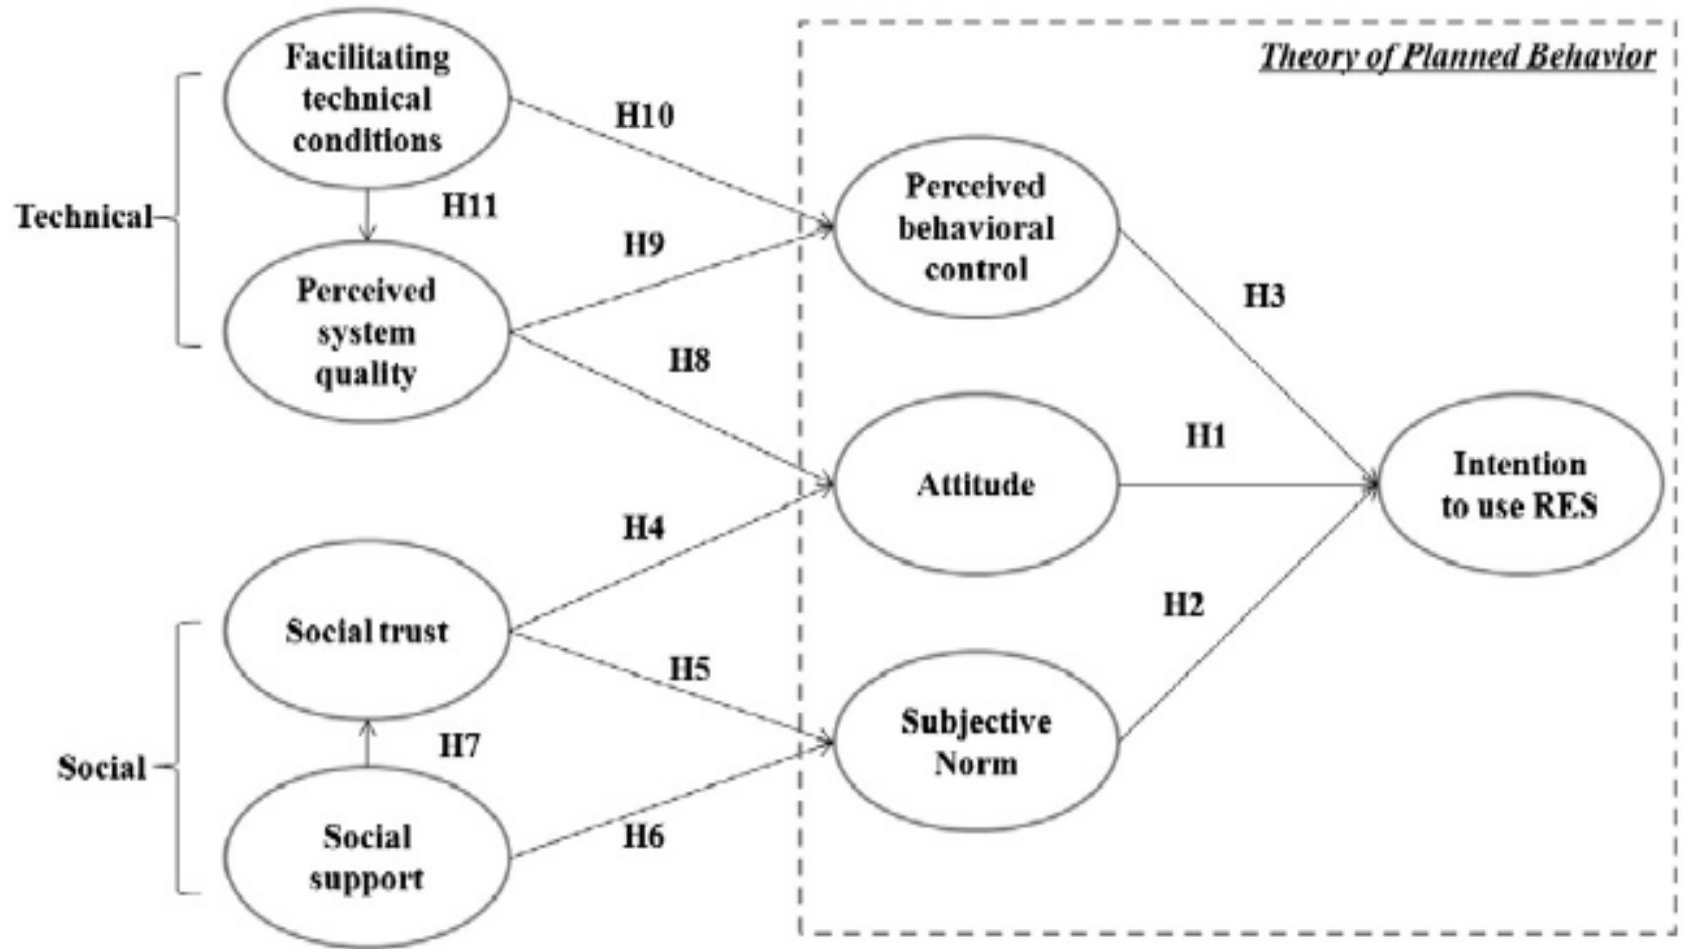 Theory of Planned Behavior
Technical
Facilitating
technical
conditions
H11
Perceived
system
quality
H10
H9
H8
Social
Social trust
H7
Social
support
H4
H5
H6
Perceived
behavioral
control
Attitude
Subjective
Norm
H3
H1
H2
Intention
to use RES